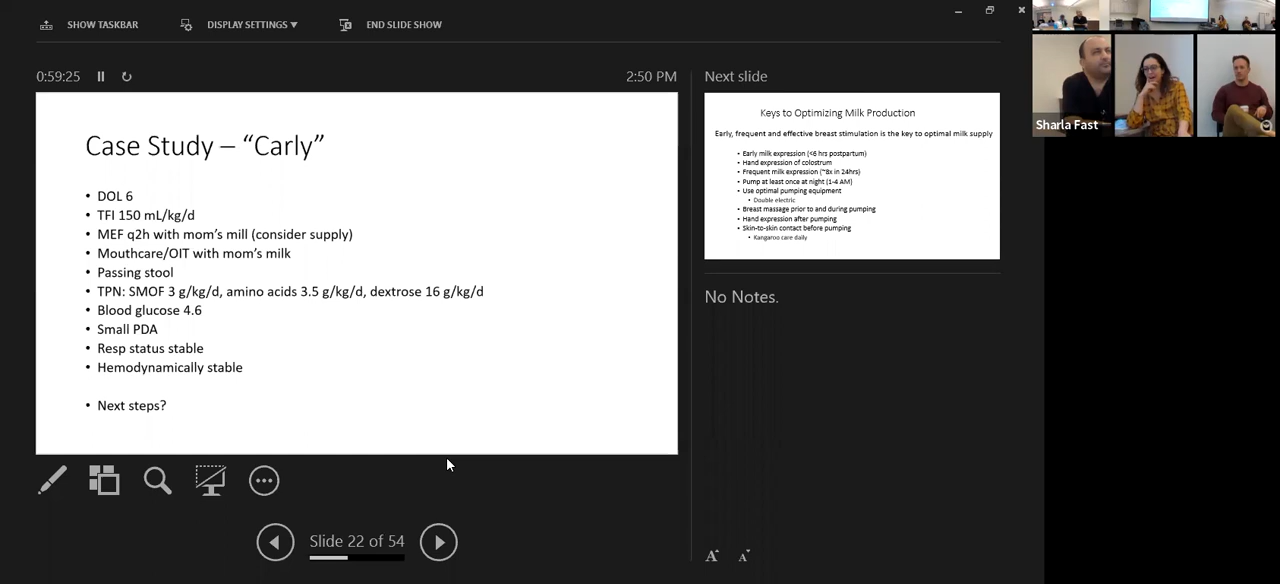 SHOW TASKBAR
DISPLAY SETTINGS ▼
END SLIDE SHOW
0:59:25
2:50 PM
Case Study – “Carly”
• DOL 6
• TFI 150 mL/kg/d
• MEF q2h with mom’s mill (consider supply)
• Mouthcare/OIT with mom’s milk
• Passing stool
• TPN: SMOF 3 g/kg/d, amino acids 3.5 g/kg/d, dextrose 16 g/kg/d
• Blood glucose 4.6
• Small PDA
• Resp status stable
• Hemodynamically stable
• Next steps?
Slide 22 of 54
Next slide
Keys to Optimizing Milk Production
Early, frequent and effective breast stimulation is the key to optimal milk supply
• Early milk expression (<6 hrs postpartum)
• Hand expression of colostrum
• Frequent milk expression (~8x in 24hrs)
• Pump at least once at night (1-4 AM)
• Use optimal pumping equipment
• Double electric
• Breast massage prior to and during pumping
• Hand expression after pumping
• Skin-to-skin contact before pumping
• Kangaroo care daily
No Notes.
A A
Sharla Fast